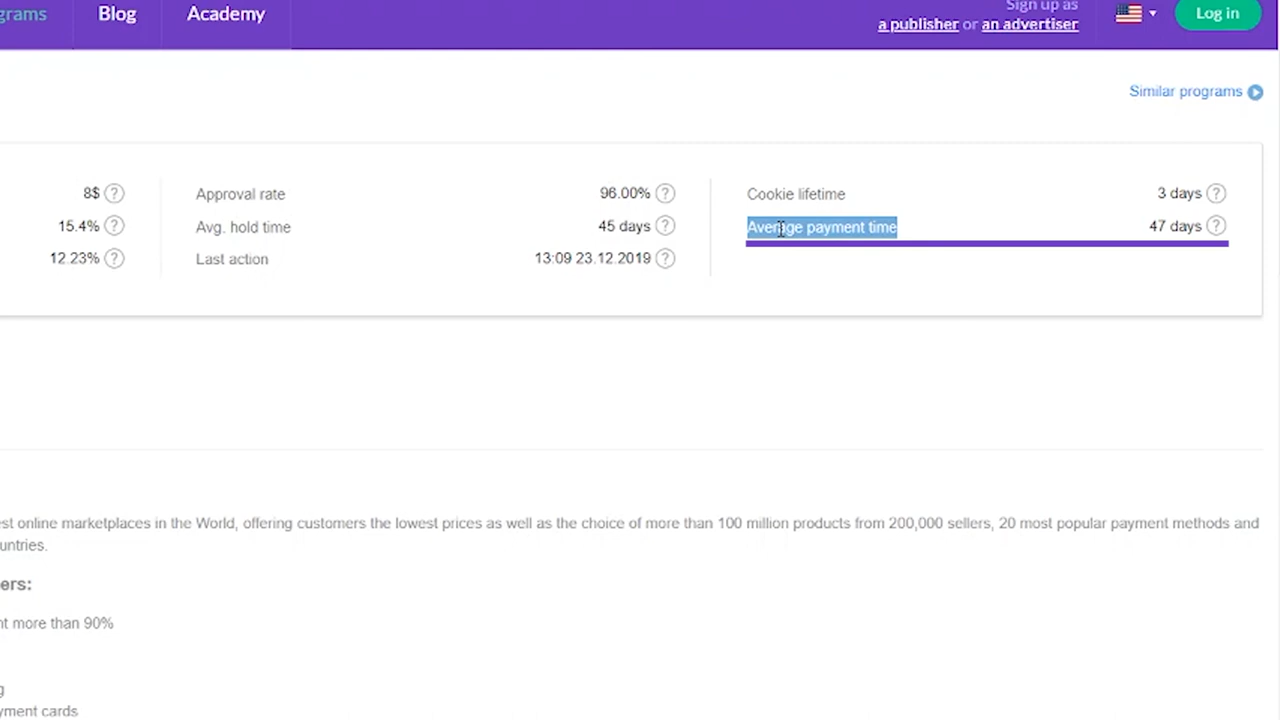 grams Blog Academy Sign up as
a publisher or an advertiser Log in
Similar programs
8$ Approval rate 96.00% Cookie lifetime 3 days
15.4% Avg. hold time 45 days Average payment time 47 days
12.23% Last action 13:09 23.12.2019
est online marketplaces in the World, offering customers the lowest prices as well as the choice of more than 100 million products from 200,000 sellers, 20 most popular payment methods and
untries.
ers:
nt more than 90%
g
yment cards